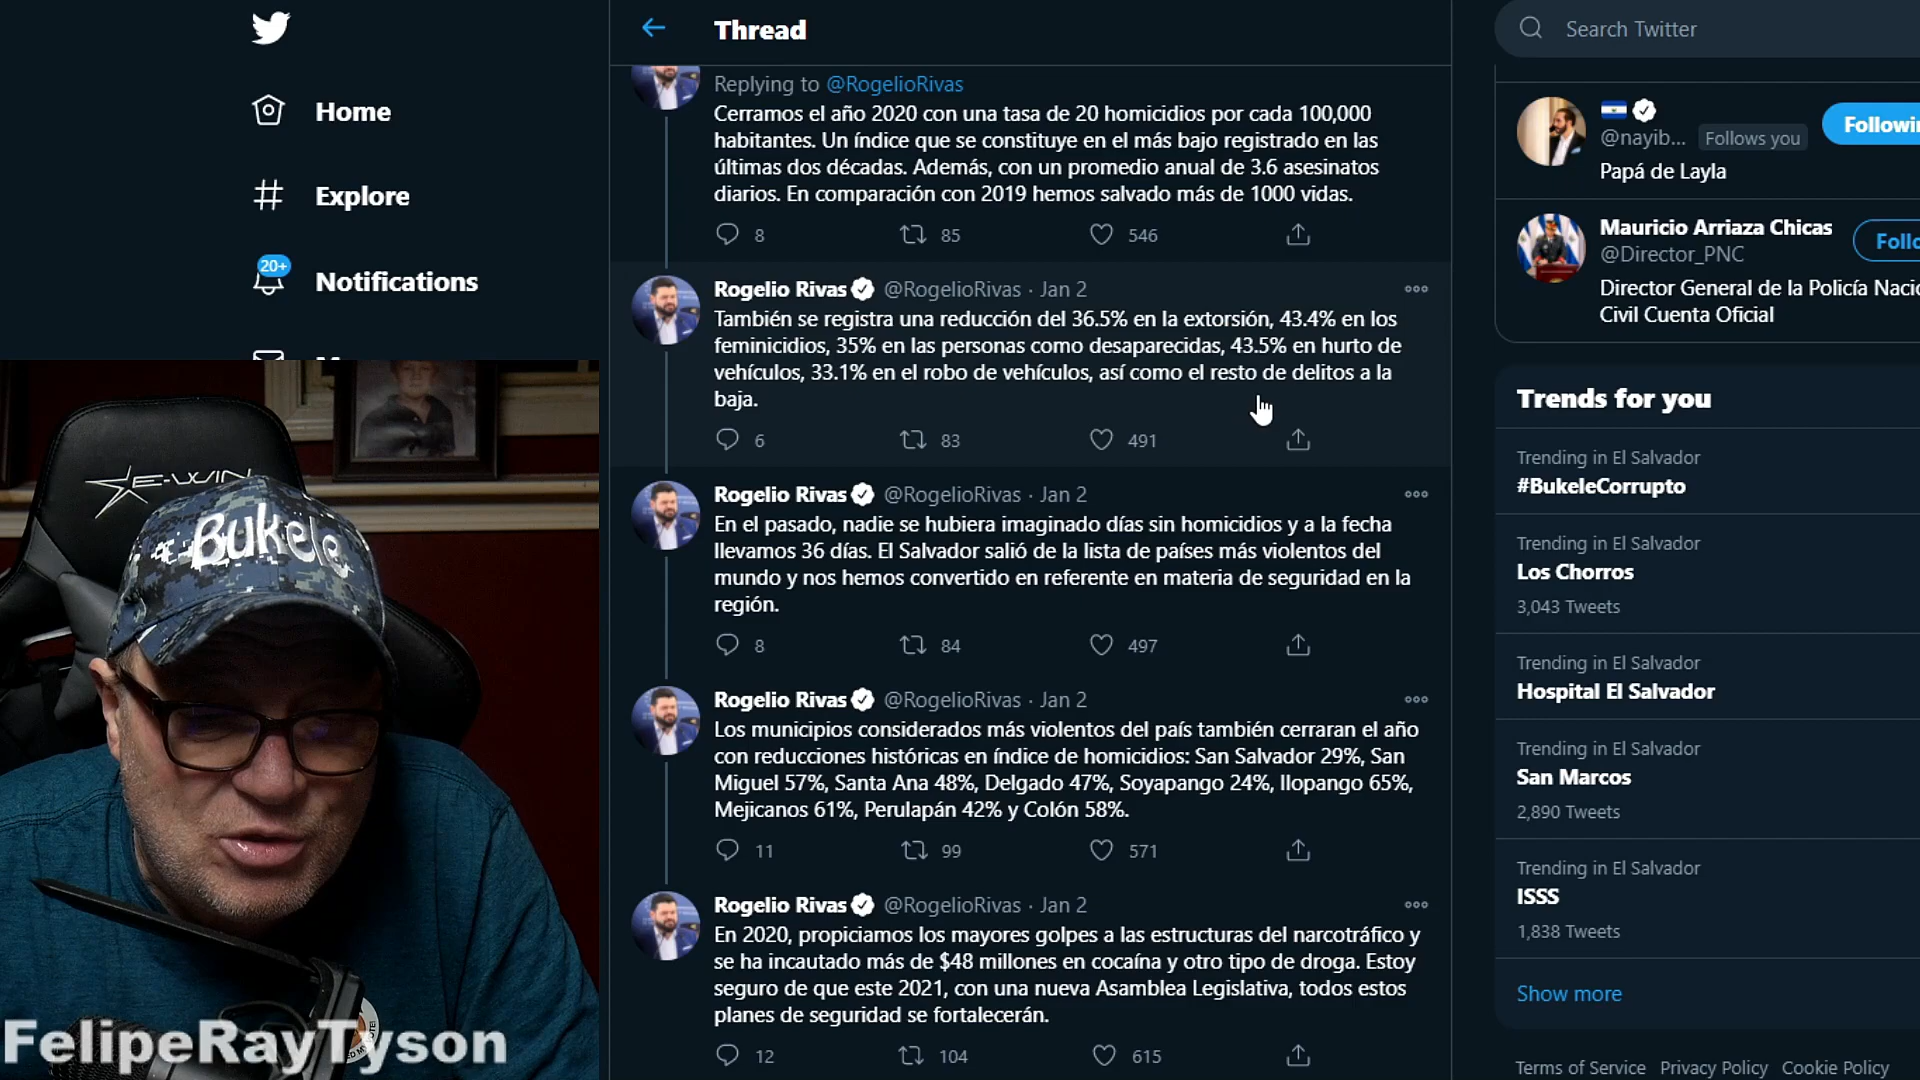 Home
Explore
20+
Notifications
E-WIN
Bukele
FelipeRayTyson
Thread
Replying to @RogelioRivas
Cerramos el año 2020 con una tasa de 20 homicidios por cada 100,000
habitantes. Un índice que se constituye en el más bajo registrado en las
últimas dos décadas. Además, con un promedio anual de 3.6 asesinatos
diarios. En comparación con 2019 hemos salvado más de 1000 vidas.
8 85 546
Rogelio Rivas @RogelioRivas · Jan 2
También se registra una reducción del 36.5% en la extorsión, 43.4% en los
feminicidios, 35% en las personas como desaparecidas, 43.5% en hurto de
vehículos, 33.1% en el robo de vehículos, así como el resto de delitos a la
baja.
6 83 491
Rogelio Rivas @RogelioRivas · Jan 2
En el pasado, nadie se hubiera imaginado días sin homicidios y a la fecha
llevamos 36 días. El Salvador salió de la lista de países más violentos del
mundo y nos hemos convertido en referente en materia de seguridad en la
región.
8 84 497
Rogelio Rivas @RogelioRivas · Jan 2
Los municipios considerados más violentos del país también cerraran el año
con reducciones históricas en índice de homicidios: San Salvador 29%, San
Miguel 57%, Santa Ana 48%, Delgado 47%, Soyapango 24%, Ilopango 65%,
Mejicanos 61%, Perulapán 42% y Colón 58%.
11 99 571
Rogelio Rivas @RogelioRivas · Jan 2
En 2020, propiciamos los mayores golpes a las estructuras del narcotráfico y
se ha incautado más de $48 millones en cocaína y otro tipo de droga. Estoy
seguro de que este 2021, con una nueva Asamblea Legislativa, todos estos
planes de seguridad se fortalecerán.
12 104 615
Search Twitter
@nayib... Follows you
Followin
Papá de Layla
Mauricio Arriaza Chicas
@Director_PNC
Follo
Director General de la Policía Nacio
Civil Cuenta Oficial
Trends for you
Trending in El Salvador
#BukeleCorrupto
Trending in El Salvador
Los Chorros
3,043 Tweets
Trending in El Salvador
Hospital El Salvador
Trending in El Salvador
San Marcos
2,890 Tweets
Trending in El Salvador
ISSS
1,838 Tweets
Show more
Terms of Service Privacy Policy Cookie Policy